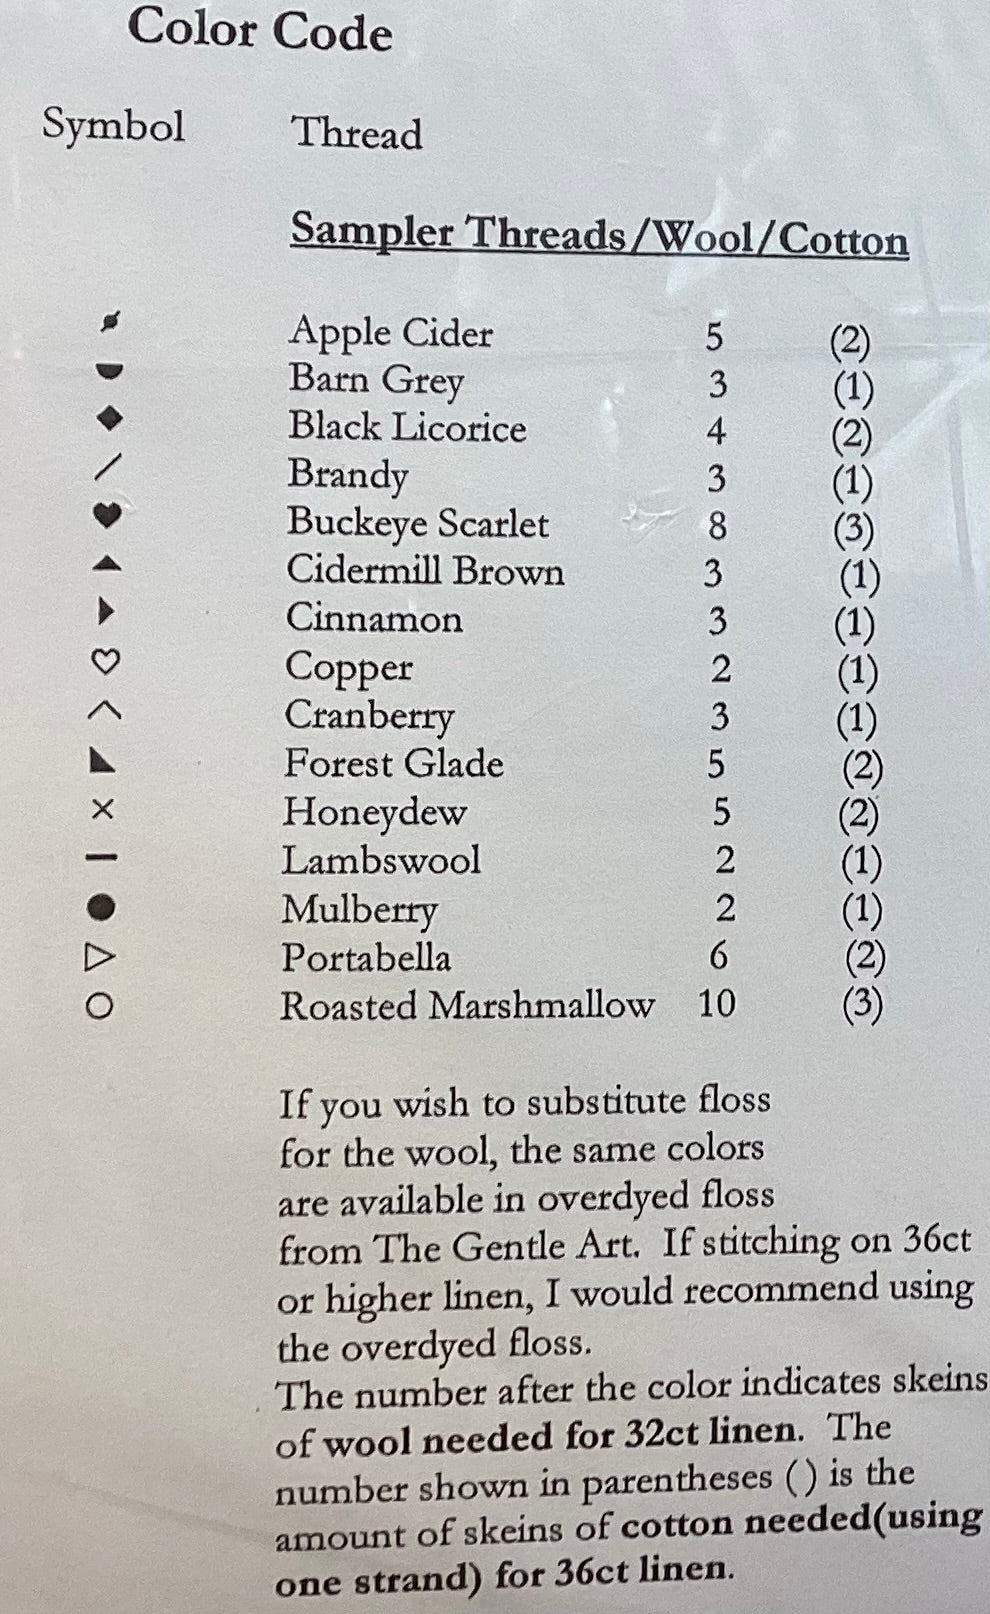 Color Code
Symbol Thread
Sampler Threads/Wool/Cotton
Apple Cider 5 (2)
Barn Grey 3 (1)
Black Licorice 4 (2)
Brandy 3 (1)
Buckeye Scarlet 8 (3)
Cidermill Brown 3 (1)
Cinnamon 3 (1)
Copper 2 (1)
Cranberry 3 (1)
Forest Glade 5 (2)
Honeydew 5 (2)
Lambswool 2 (1)
Mulberry 2 (1)
Portabella 6 (2)
Roasted Marshmallow 10 (3)
If you wish to substitute floss
for the wool, the same colors
are available in overdyed floss
from The Gentle Art. If stitching on 36ct
or higher linen, I would recommend using
the overdyed floss.
The number after the color indicates skeins
of wool needed for 32ct linen. The
number shown in parentheses ( ) is the
amount of skeins of cotton needed(using
one strand) for 36ct linen.